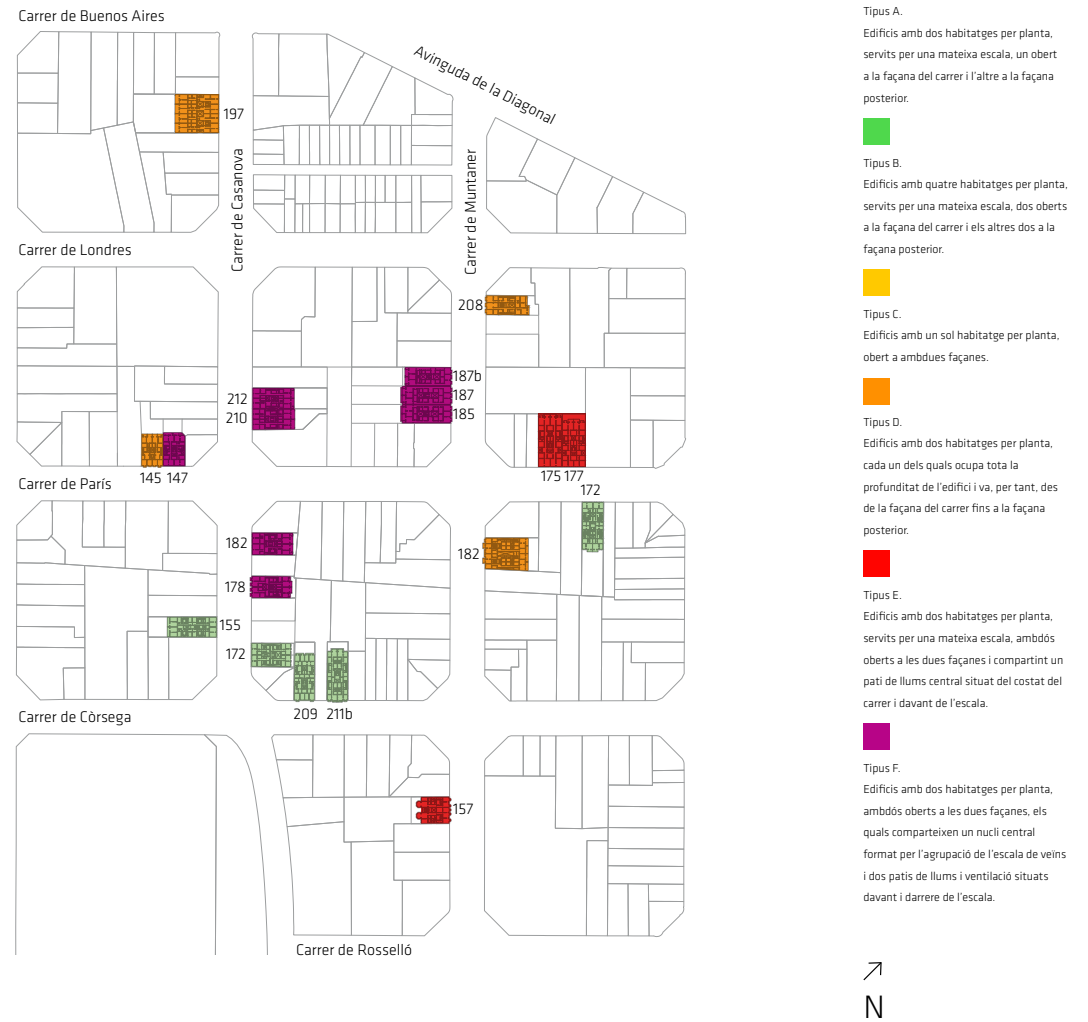 Carrer de Buenos Aires
Avinguda de la Diagonal
197
Carrer de Casanova
Carrer de Muntaner
Carrer de Londres
208
187b
187
185
212
210
145 147
175 177
Carrer de París
172
182
182
178
155
172
209 211b
Carrer de Còrsega
157
Carrer de Rosselló
Tipus A.
Edificis amb dos habitatges per planta,
servits per una mateixa escala, un obert
a la façana del carrer i l'altre a la façana
posterior.
Tipus B.
Edificis amb quatre habitatges per planta,
servits per una mateixa escala, dos oberts
a la façana del carrer i els altres dos a la
façana posterior.
Tipus C.
Edificis amb un sol habitatge per planta,
obert a ambdues façanes.
Tipus D.
Edificis amb dos habitatges per planta,
cada un dels quals ocupa tota la
profunditat de l'edifici i va, per tant, des
de la façana del carrer fins a la façana
posterior.
Tipus E.
Edificis amb dos habitatges per planta,
servits per una mateixa escala, ambdós
oberts a les dues façanes i compartint un
pati de llums central situat del costat del
carrer i davant de l'escala.
Tipus F.
Edificis amb dos habitatges per planta,
ambdós oberts a les dues façanes, els
quals comparteixen un nucli central
format per l'agrupació de l'escala de veïns
i dos patis de llums i ventilació situats
davant i darrere de l'escala.
N